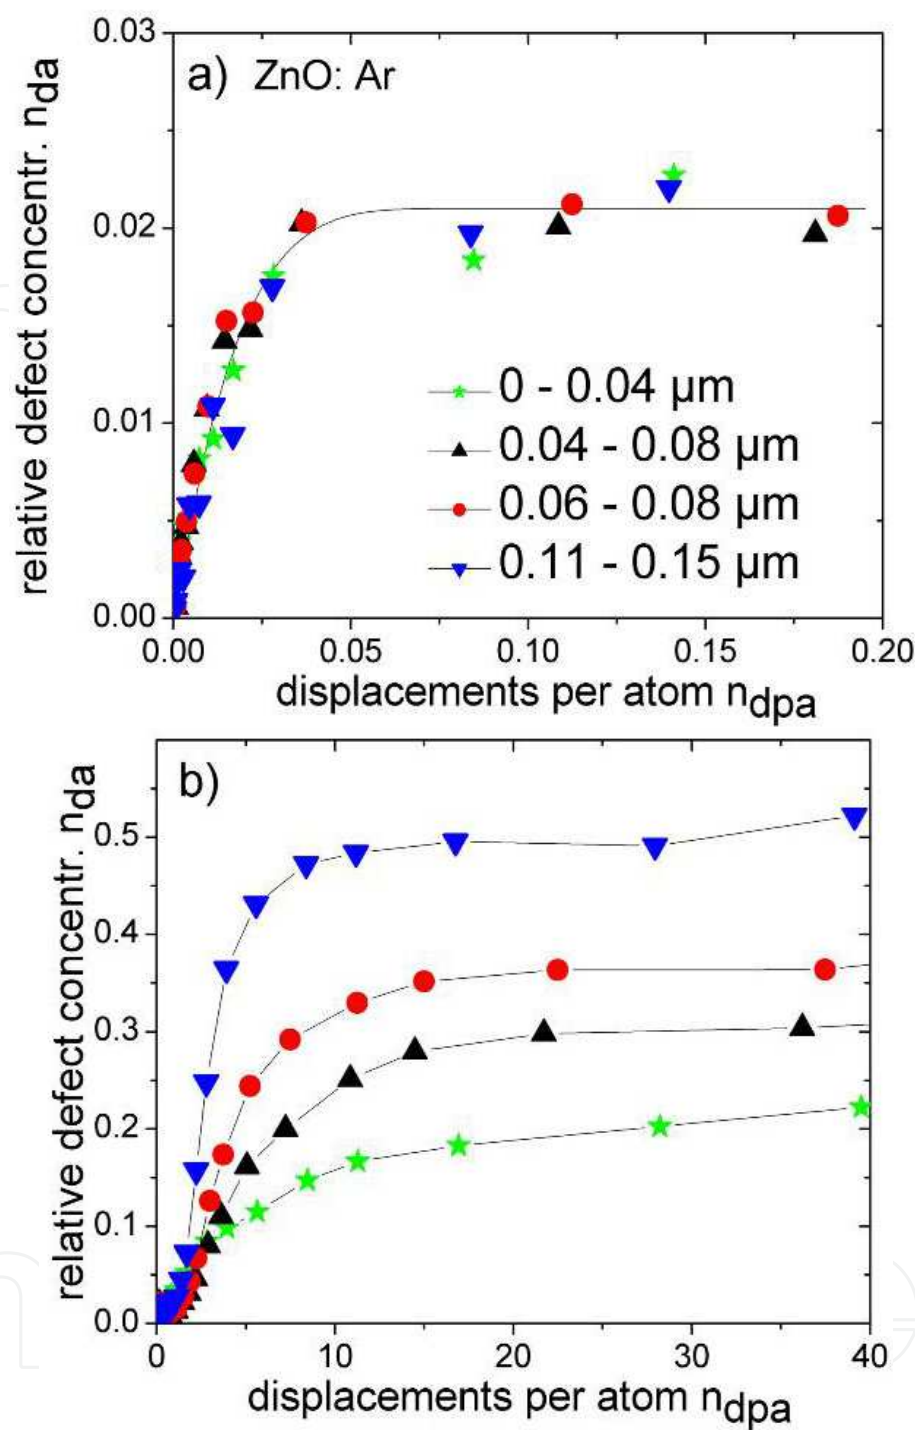 a) ZnO: Ar
relative defect concentr. nda
0.03
0.02
0.01
0.00
0 - 0.04 µm
0.04 - 0.08 µm
0.06 - 0.08 µm
0.11 - 0.15 µm
0.00 0.05 0.10 0.15 0.20
displacements per atom ndpa
b)
relative defect concentr. nda
0.5
0.4
0.3
0.2
0.1
0.0
0 10 20 30 40
displacements per atom ndpa